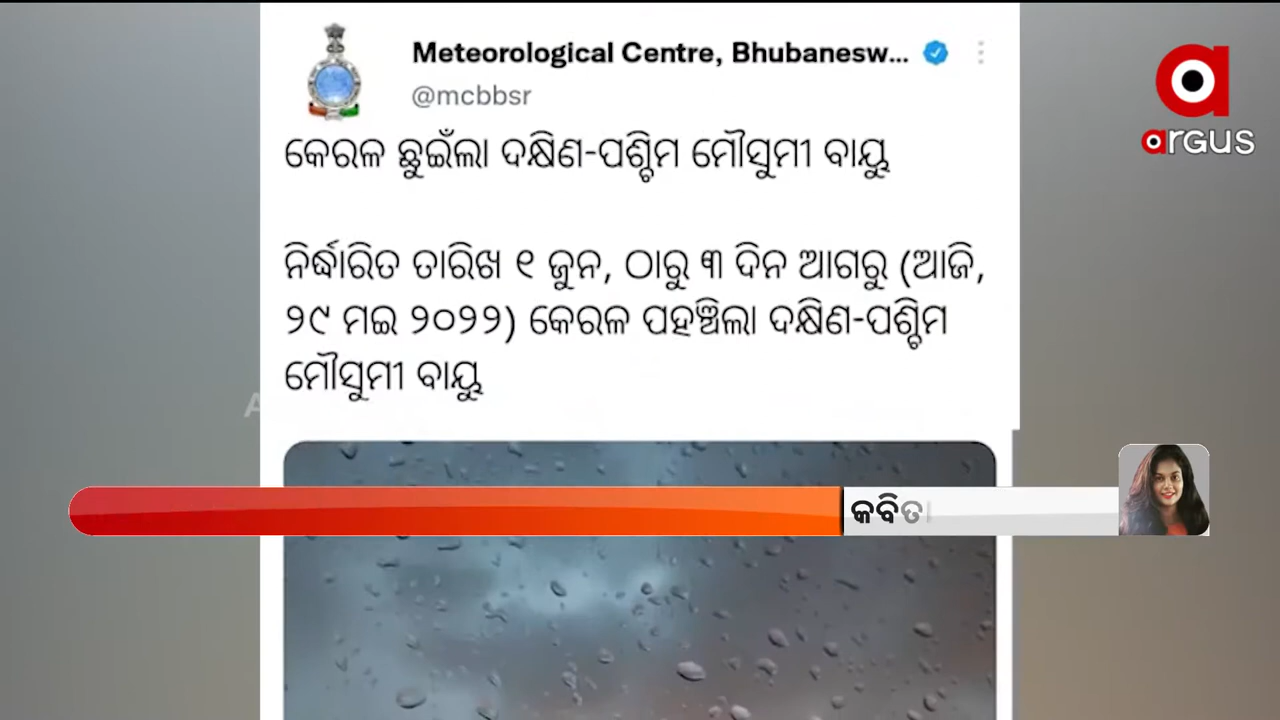 Meteorological Centre, Bhubanesw...
@mcbbsr
argus
କେରଳ ଛୁଇଁଲା ଦକ୍ଷିଣ-ପଶ୍ଚିମ ମୌସୁମୀ ବାୟୁ
ନିର୍ଦ୍ଧାରିତ ତାରିଖ ୧ ଜୁନ, ଠାରୁ ୩ ଦିନ ଆଗରୁ (ଆଜି,
୨୯ ମଇ ୨୦୨୨) କେରଳ ପହଞ୍ଚିଲା ଦକ୍ଷିଣ-ପଶ୍ଚିମ
ମୌସୁମୀ ବାୟୁ